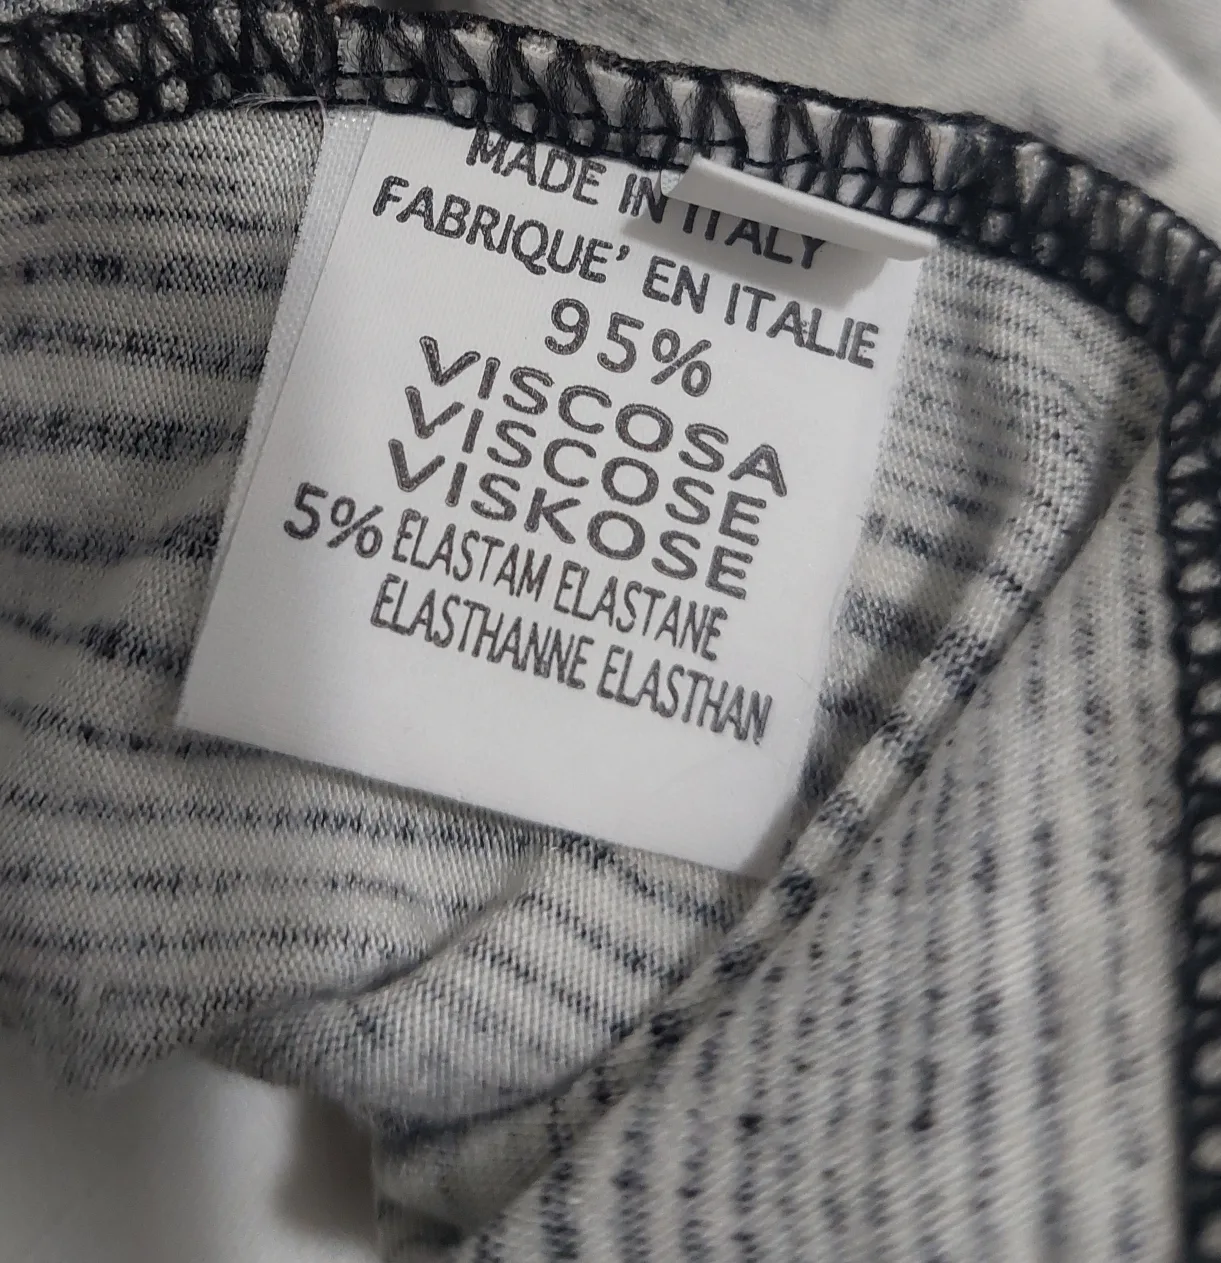 MADE IN ITALY
FABRIQUE' EN ITALIE
95%
VISCOSA
VISCOSE
VISKOSE
5% ELASTAM ELASTANE
ELASTHANNE ELASTHAN